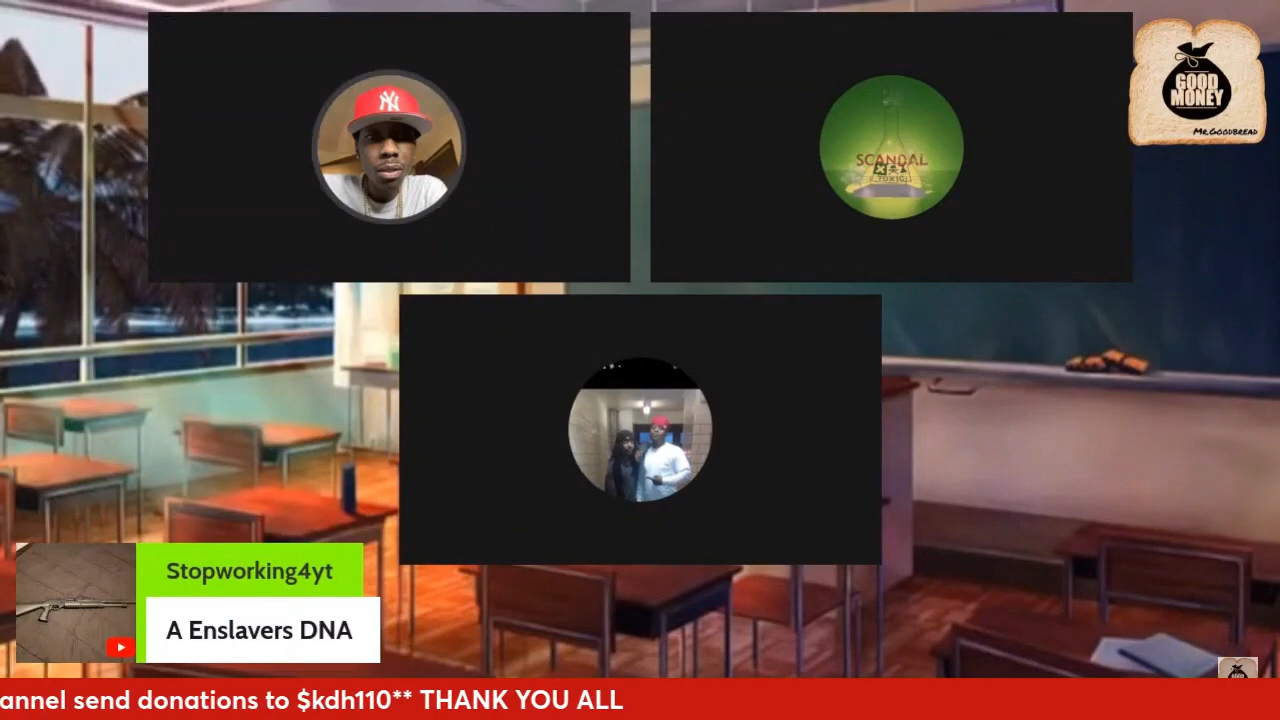 NY
GOOD
MONEY
MR.GOODBREAD
SCANDAL
TOXIC
Stopworking4yt
A Enslavers DNA
annel send donations to $kdh110** THANK YOU ALL